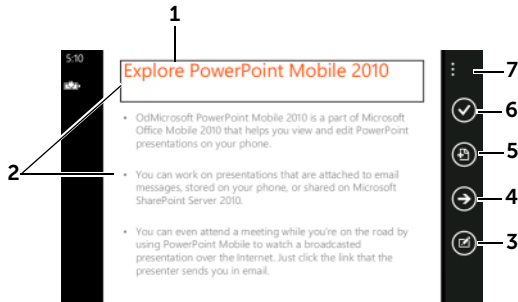 1
5:10
Explore PowerPoint Mobile 2010
7
OdMicrosoft PowerPoint Mobile 2010 is a part of Microsoft
Office Mobile 2010 that helps you view and edit PowerPoint
presentations on your phone.
6
5
2
You can work on presentations that are attached to email
messages, stored on your phone, or shared on Microsoft
SharePoint Server 2010.
4
You can even attend a meeting while you're on the road by
using PowerPoint Mobile to watch a broadcasted
presentation over the Internet. Just click the link that the
presenter sends you in email.
3